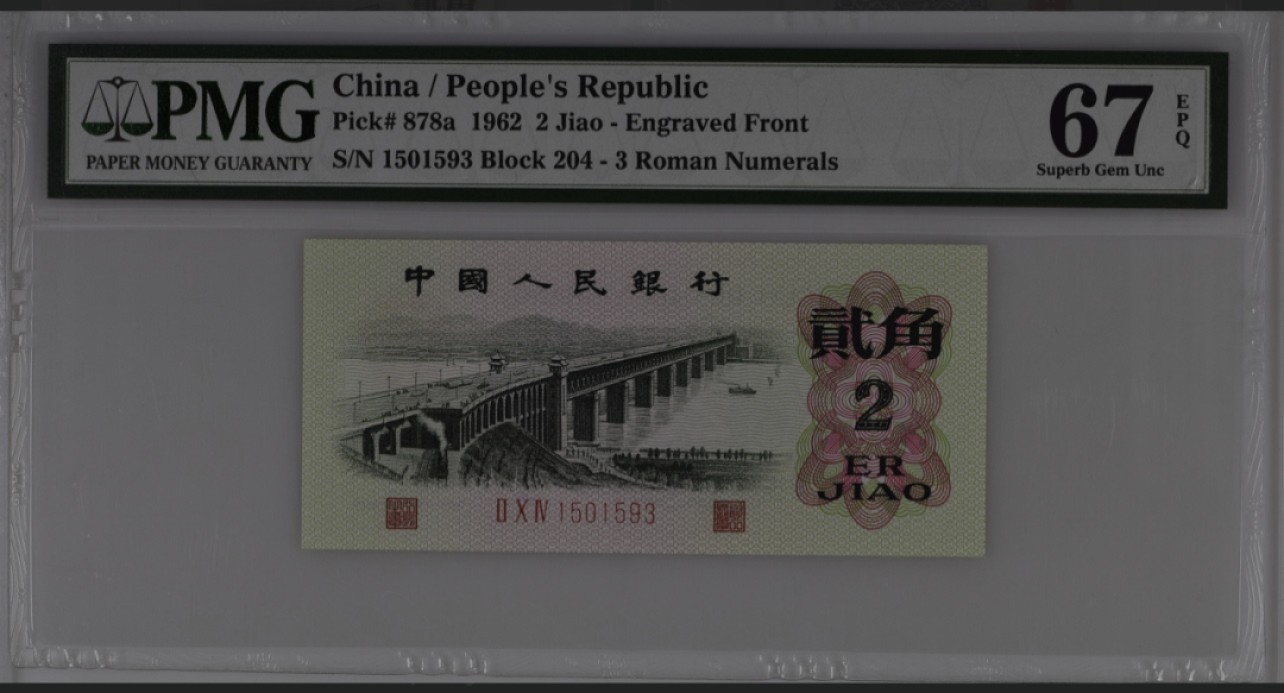 PMG
PAPER MONEY GUARANTY
China / People's Republic
Pick# 878a 1962 2 Jiao - Engraved Front
S/N 1501593 Block 204 - 3 Roman Numerals
67
EPQ
Superb Gem Unc
中國人民銀行
貳角
2
ER
JIAO
ⅡⅩⅣ 1501593